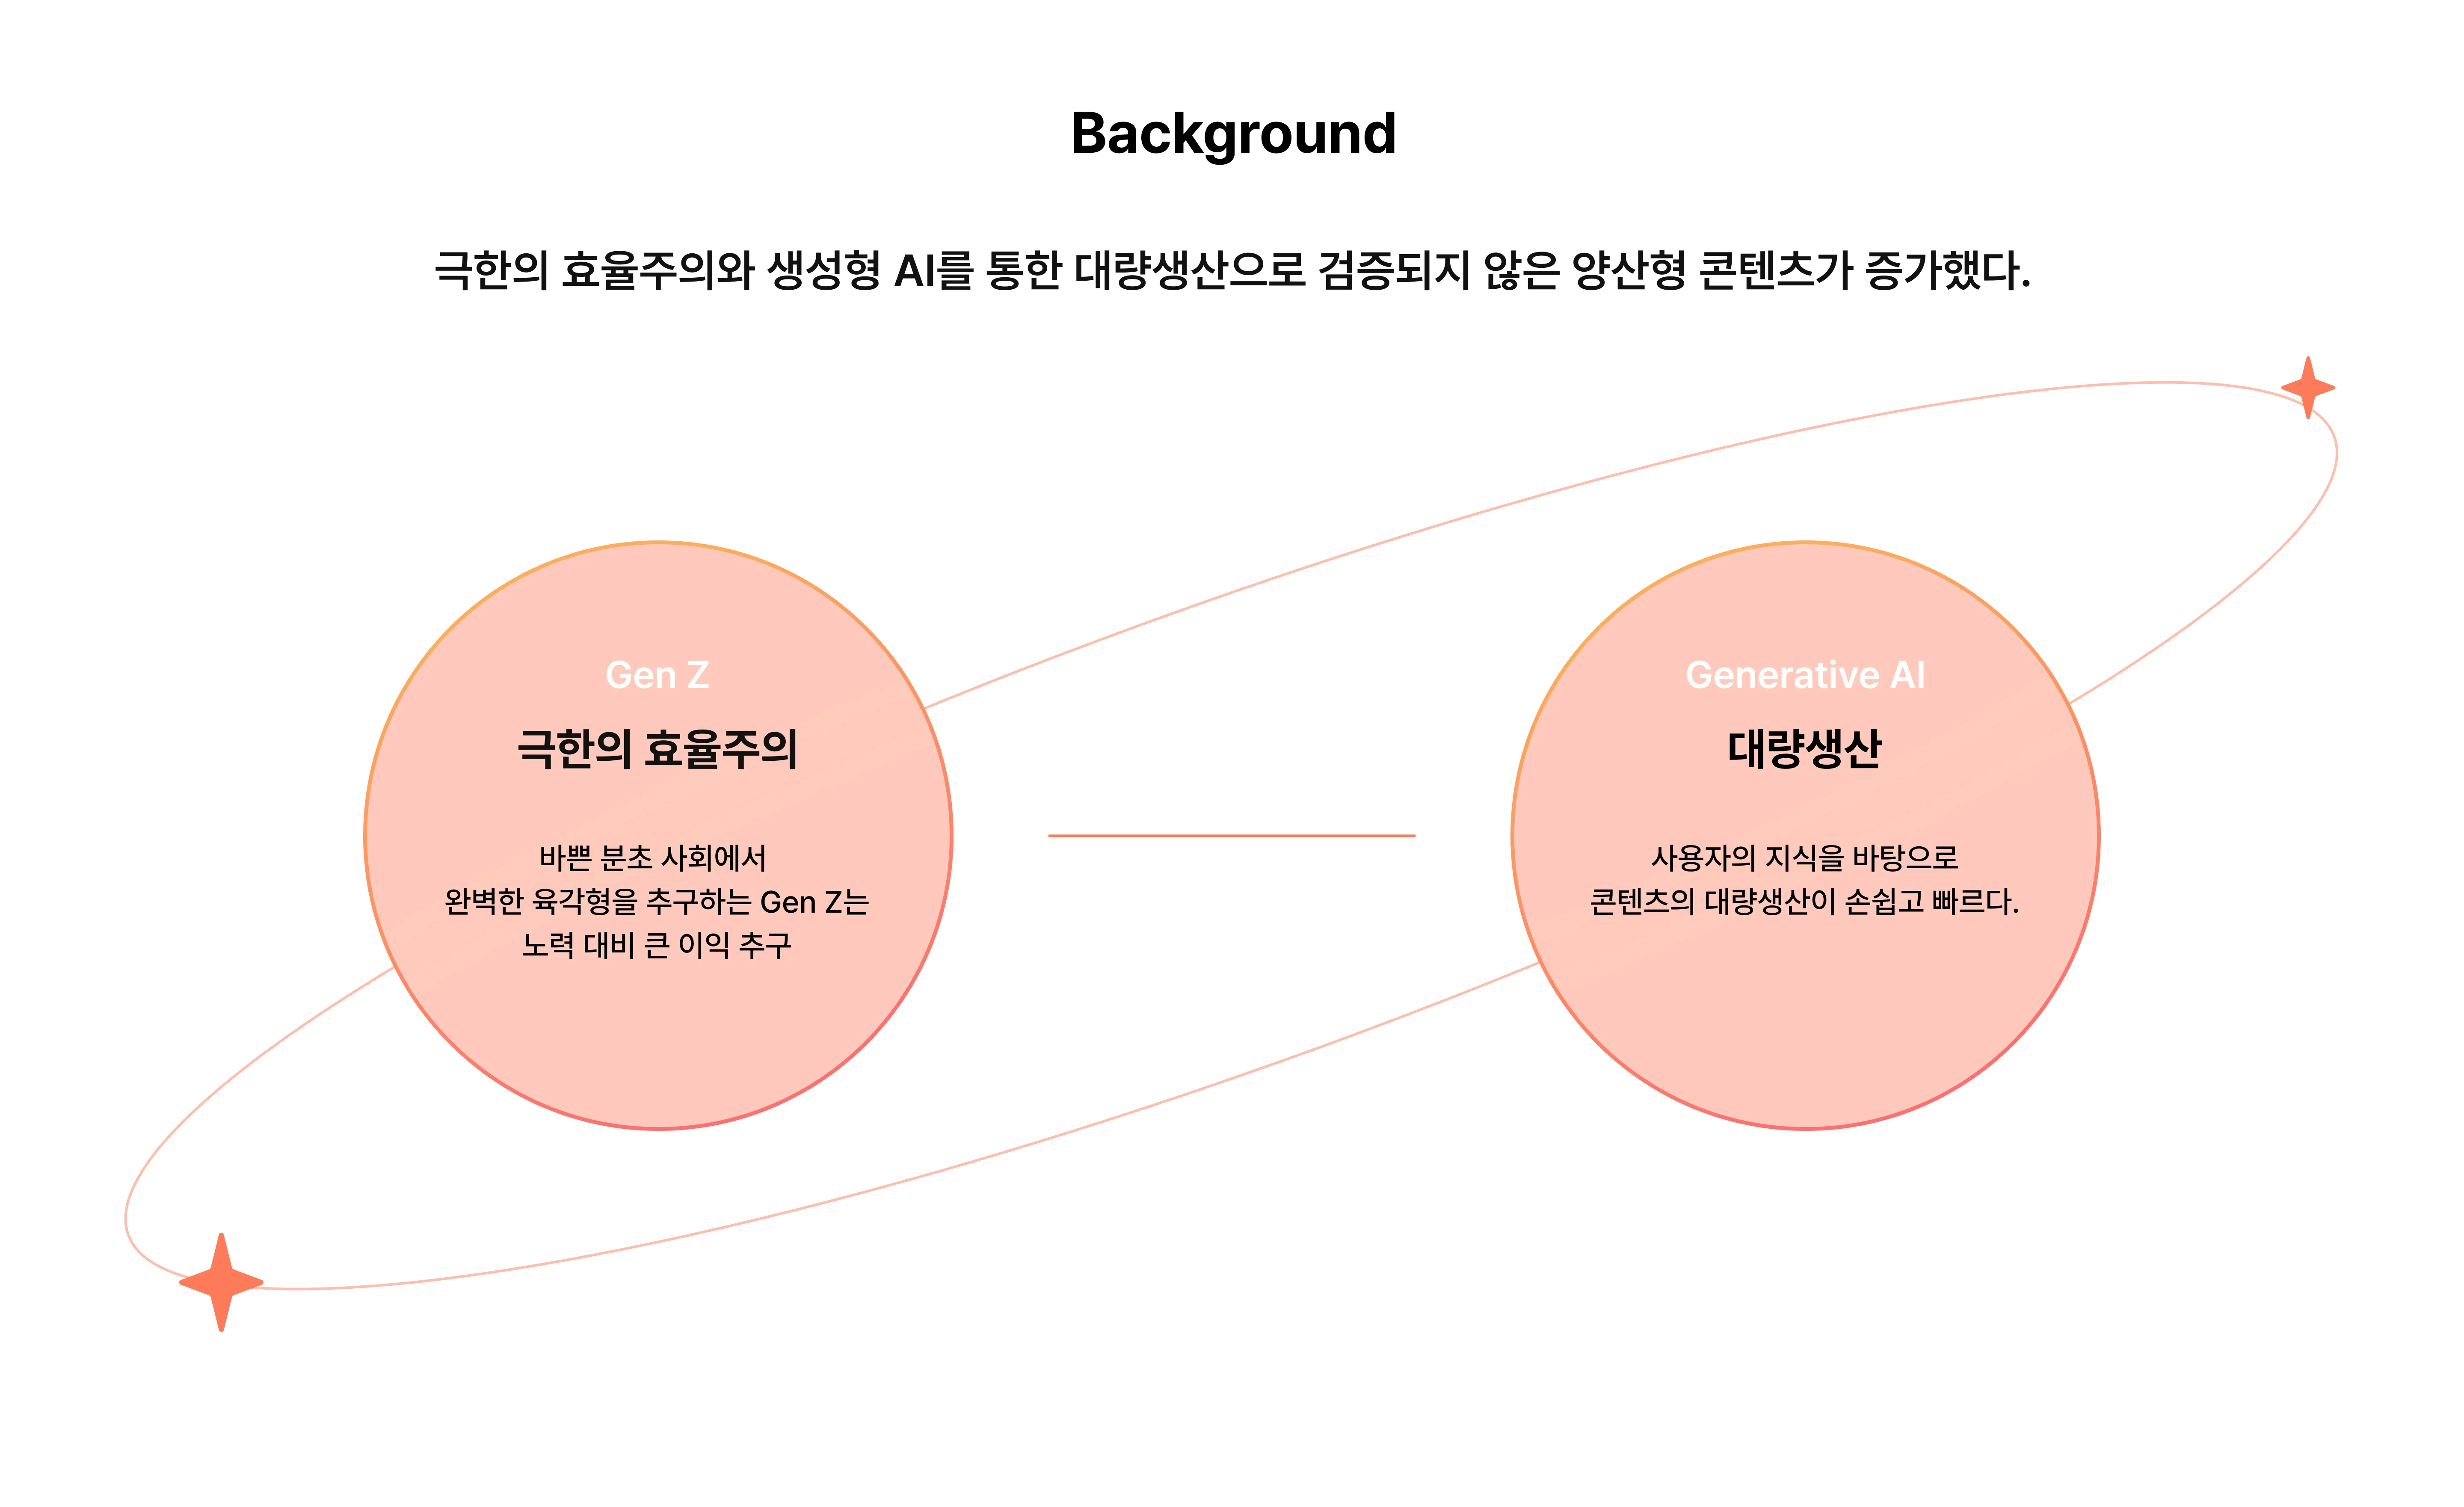 Background
극한의 효율주의와 생성형 AI를 통한 대량생산으로 검증되지 않은 양산형 콘텐츠가 증가했다.
Gen Z
극한의 효율주의
바쁜 분초 사회에서
완벽한 육각형을 추구하는 Gen Z는
노력 대비 큰 이익 추구
Generative AI
대량생산
사용자의 지식을 바탕으로
콘텐츠의 대량생산이 손쉽고 빠르다.